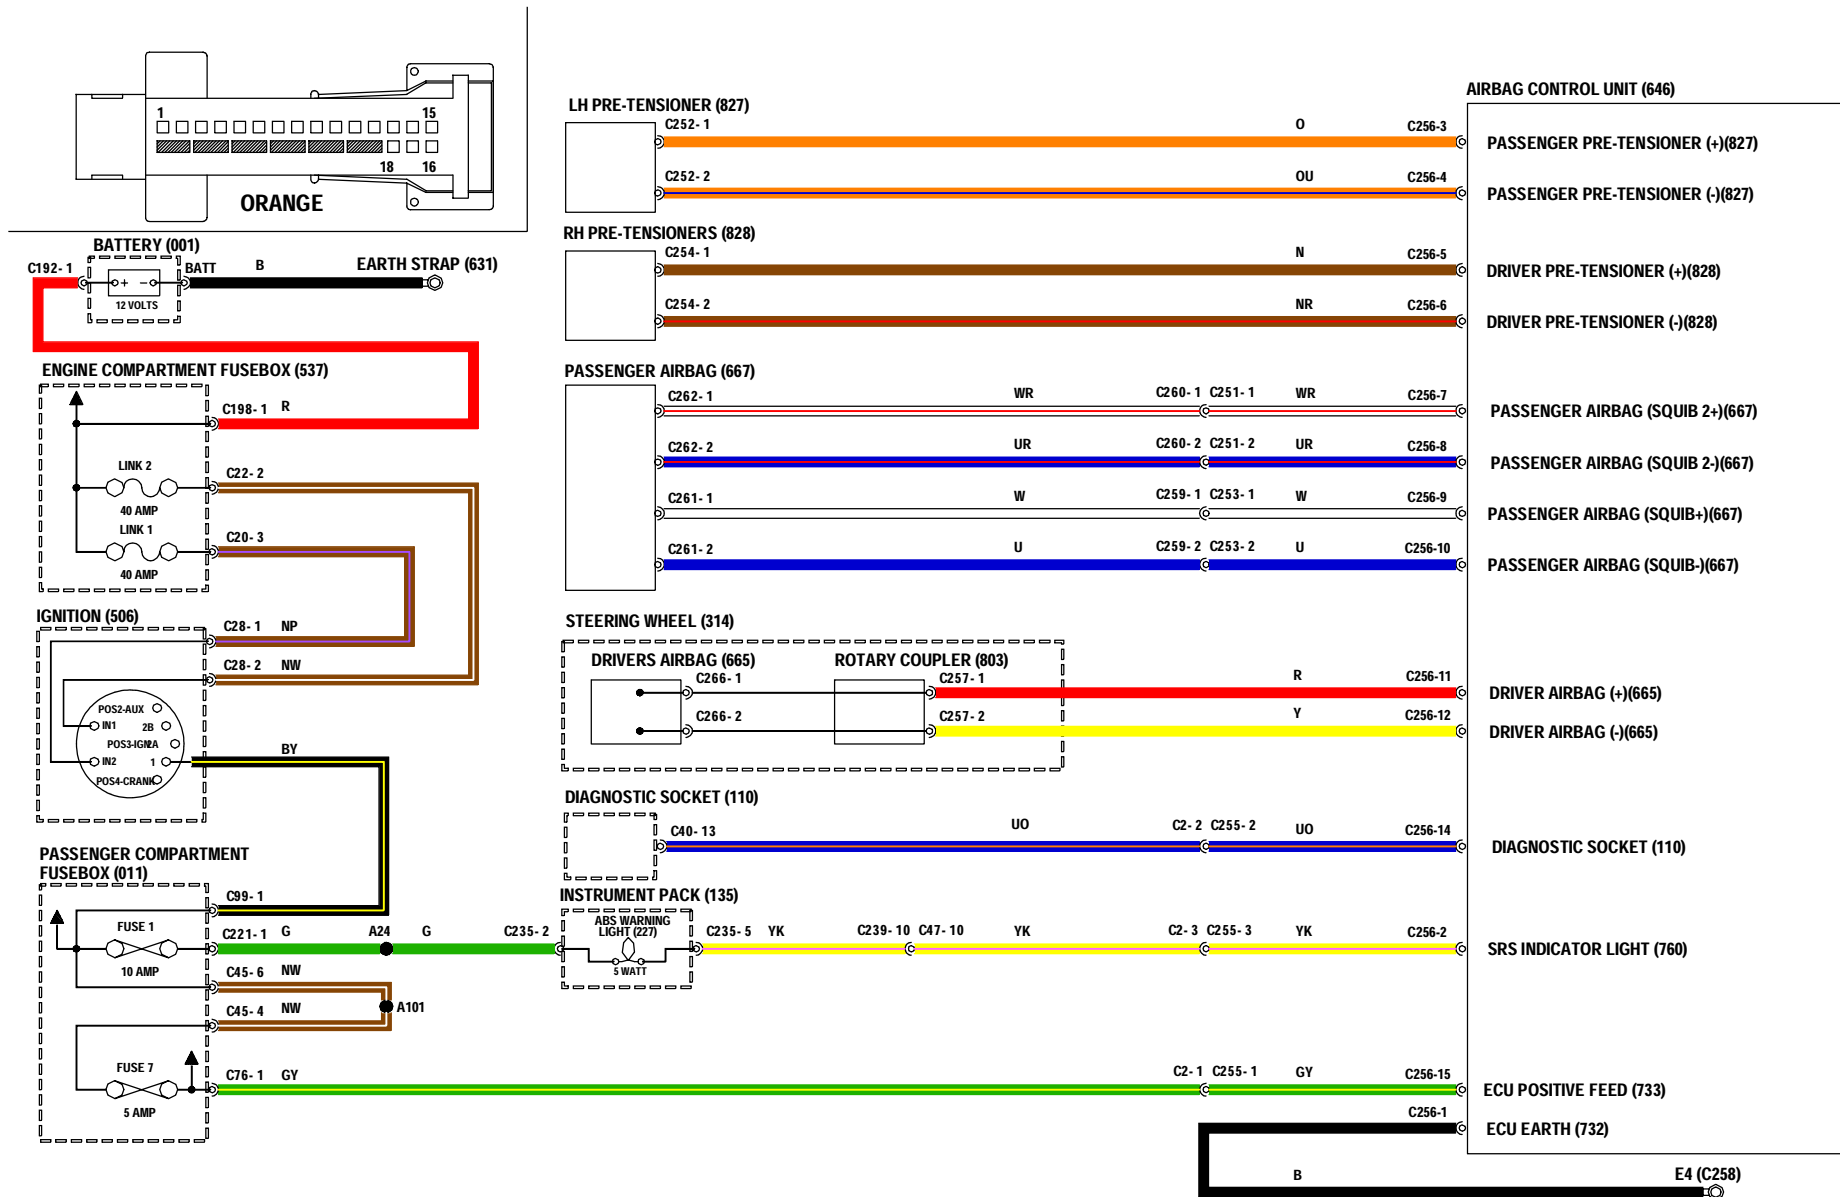 1 15
18 16
ORANGE
BATTERY (001)
C192- 1
BATT B
EARTH STRAP (631)
+ -
12 VOLTS
ENGINE COMPARTMENT FUSEBOX (537)
C198- 1 R
LINK 2
C22- 2
40 AMP
LINK 1
C20- 3
40 AMP
IGNITION (506)
C28- 1 NP
C28- 2 NW
POS2-AUX
IN1 2B
POS3-IGN 2A
IN2 1
POS4-CRANK
BY
PASSENGER COMPARTMENT
FUSEBOX (011)
C99- 1
FUSE 1
C221- 1 G A24 G C235- 2
10 AMP
C45- 6 NW
A101
C45- 4 NW
FUSE 7
C76- 1 GY C2- 1 C255- 1 GY C256-15
5 AMP
LH PRE-TENSIONER (827)
C252- 1 O C256-3
C252- 2 OU C256-4
RH PRE-TENSIONERS (828)
C254- 1 N C256-5
C254- 2 NR C256-6
PASSENGER AIRBAG (667)
C262- 1 WR C260- 1 C251- 1 WR C256-7
C262- 2 UR C260- 2 C251- 2 UR C256-8
C261- 1 W C259- 1 C253- 1 W C256-9
C261- 2 U C259- 2 C253- 2 U C256-10
STEERING WHEEL (314)
DRIVERS AIRBAG (665) ROTARY COUPLER (803)
C266- 1 C257- 1 R C256-11
C266- 2 C257- 2 Y C256-12
DIAGNOSTIC SOCKET (110)
C40- 13 UO C2- 2 C255- 2 UO C256-14
INSTRUMENT PACK (135)
ABS WARNING
LIGHT (227)
5 WATT
C235- 5 YK C239- 10 C47- 10 YK C2- 3 C255- 3 YK C256-2
C256-1
B E4 (C258)
AIRBAG CONTROL UNIT (646)
PASSENGER PRE-TENSIONER (+)(827)
PASSENGER PRE-TENSIONER (-)(827)
DRIVER PRE-TENSIONER (+)(828)
DRIVER PRE-TENSIONER (-)(828)
PASSENGER AIRBAG (SQUIB 2+)(667)
PASSENGER AIRBAG (SQUIB 2-)(667)
PASSENGER AIRBAG (SQUIB+)(667)
PASSENGER AIRBAG (SQUIB-)(667)
DRIVER AIRBAG (+)(665)
DRIVER AIRBAG (-)(665)
DIAGNOSTIC SOCKET (110)
SRS INDICATOR LIGHT (760)
ECU POSITIVE FEED (733)
ECU EARTH (732)